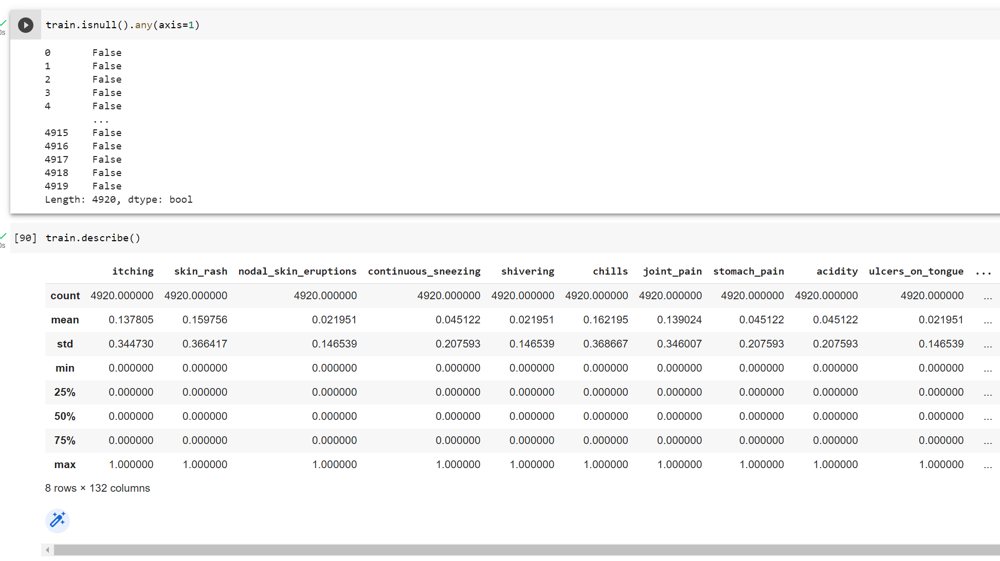 train.isnull().any(axis=1)
0s
0 False
1 False
2 False
3 False
4 False
...
4915 False
4916 False
4917 False
4918 False
4919 False
Length: 4920, dtype: bool
[90] train.describe()
0s
itching skin_rash nodal_skin_eruptions continuous_sneezing shivering chills joint_pain stomach_pain acidity ulcers_on_tongue ...
count 4920.000000 4920.000000 4920.000000 4920.000000 4920.000000 4920.000000 4920.000000 4920.000000 4920.000000 4920.000000 ...
mean 0.137805 0.159756 0.021951 0.045122 0.021951 0.162195 0.139024 0.045122 0.045122 0.021951 ...
std 0.344730 0.366417 0.146539 0.207593 0.146539 0.368667 0.346007 0.207593 0.207593 0.146539 ...
min 0.000000 0.000000 0.000000 0.000000 0.000000 0.000000 0.000000 0.000000 0.000000 0.000000 ...
25% 0.000000 0.000000 0.000000 0.000000 0.000000 0.000000 0.000000 0.000000 0.000000 0.000000 ...
50% 0.000000 0.000000 0.000000 0.000000 0.000000 0.000000 0.000000 0.000000 0.000000 0.000000 ...
75% 0.000000 0.000000 0.000000 0.000000 0.000000 0.000000 0.000000 0.000000 0.000000 0.000000 ...
max 1.000000 1.000000 1.000000 1.000000 1.000000 1.000000 1.000000 1.000000 1.000000 1.000000 ...
8 rows × 132 columns